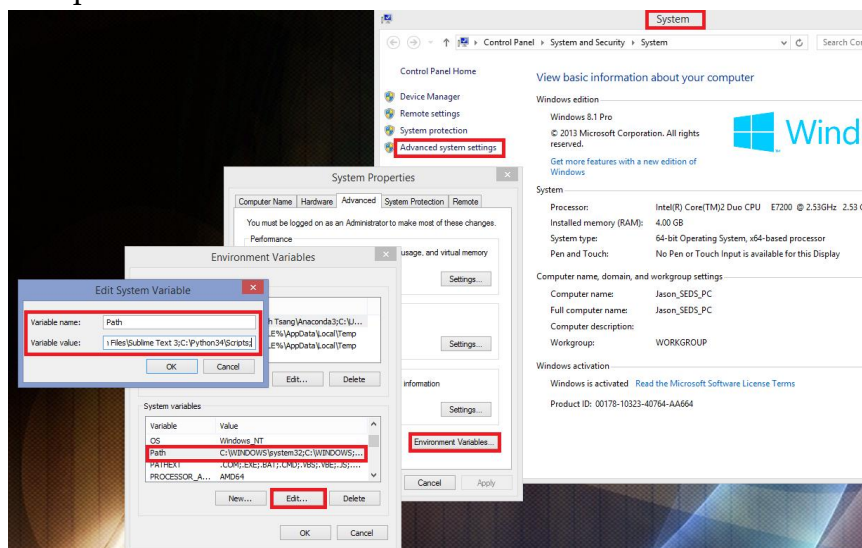 System
Control Panel ▸ System and Security ▸ System
Search Co
Control Panel Home
Device Manager
Remote settings
System protection
Advanced system settings
View basic information about your computer
Windows edition
Windows 8.1 Pro
© 2013 Microsoft Corporation. All rights
reserved.
Get more features with a new edition of
Windows
Wind
System
Processor: Intel(R) Core(TM)2 Duo CPU E7200 @ 2.53GHz 2.53
Installed memory (RAM): 4.00 GB
System type: 64-bit Operating System, x64-based processor
Pen and Touch: No Pen or Touch Input is available for this Display
Computer name, domain, and workgroup settings
Computer name: Jason_SEDS_PC
Full computer name: Jason_SEDS_PC
Computer description:
Workgroup: WORKGROUP
Windows activation
Windows is activated Read the Microsoft Software License Terms
Product ID: 00178-10323-40764-AA664
System Properties
Computer Name Hardware Advanced System Protection Remote
You must be logged on as an Administrator to make most of these changes.
Performance
usage, and virtual memory
Settings...
Settings...
information
Settings...
Environment Variables...
Cancel Apply
Environment Variables
h Tsang\Anaconda3;C:\U...
LE%\AppData\Local\Temp
LE%\AppData\Local\Temp
Edit... Delete
System variables
Variable Value
OS Windows_NT
Path C:\WINDOWS\system32;C:\WINDOWS;...
PATHEXT .COM;.EXE;.BAT;.CMD;.VBS;.VBE;.JS;....
PROCESSOR_A... AMD64
New... Edit... Delete
OK Cancel
Edit System Variable
Variable name: Path
Variable value: Files\Sublime Text 3;C:\Python34\Scripts;
OK Cancel